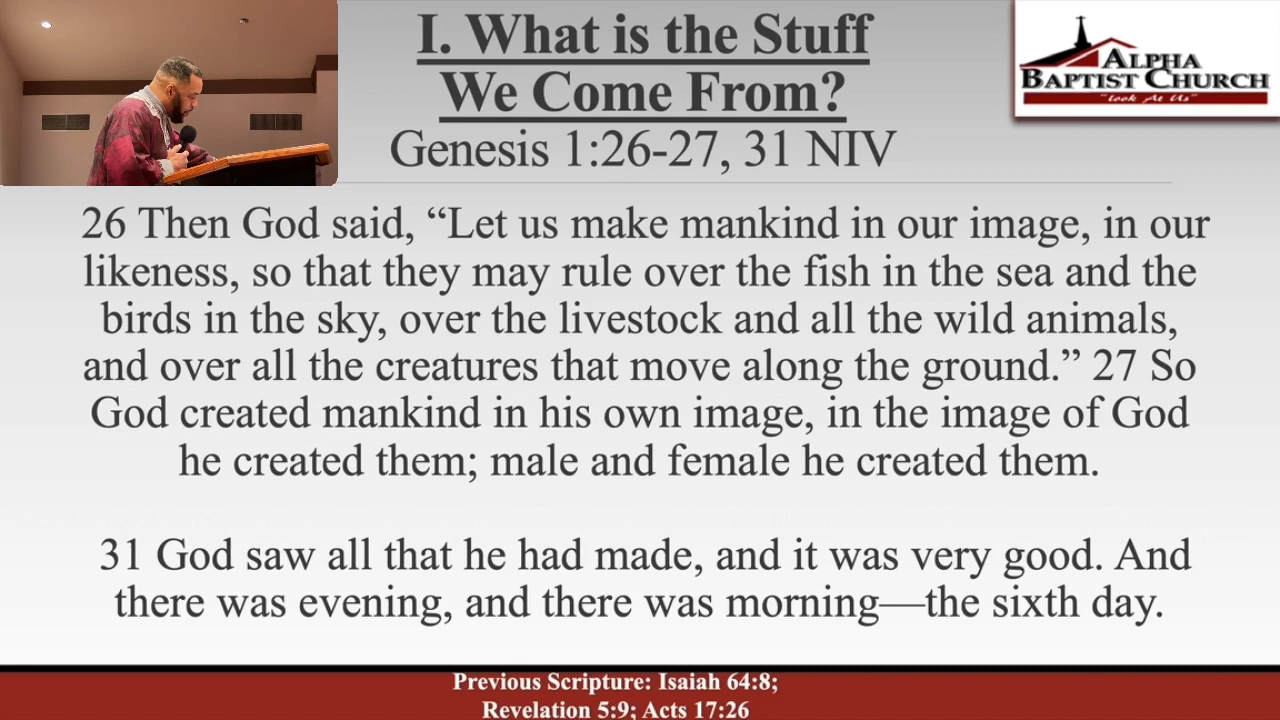 I. What is the Stuff
We Come From?
Genesis 1:26-27, 31 NIV
ALPHA
BAPTIST CHURCH
"Look At Us"
26 Then God said, “Let us make mankind in our image, in our
likeness, so that they may rule over the fish in the sea and the
birds in the sky, over the livestock and all the wild animals,
and over all the creatures that move along the ground.” 27 So
God created mankind in his own image, in the image of God
he created them; male and female he created them.
31 God saw all that he had made, and it was very good. And
there was evening, and there was morning—the sixth day.
Previous Scripture: Isaiah 64:8;
Revelation 5:9; Acts 17:26